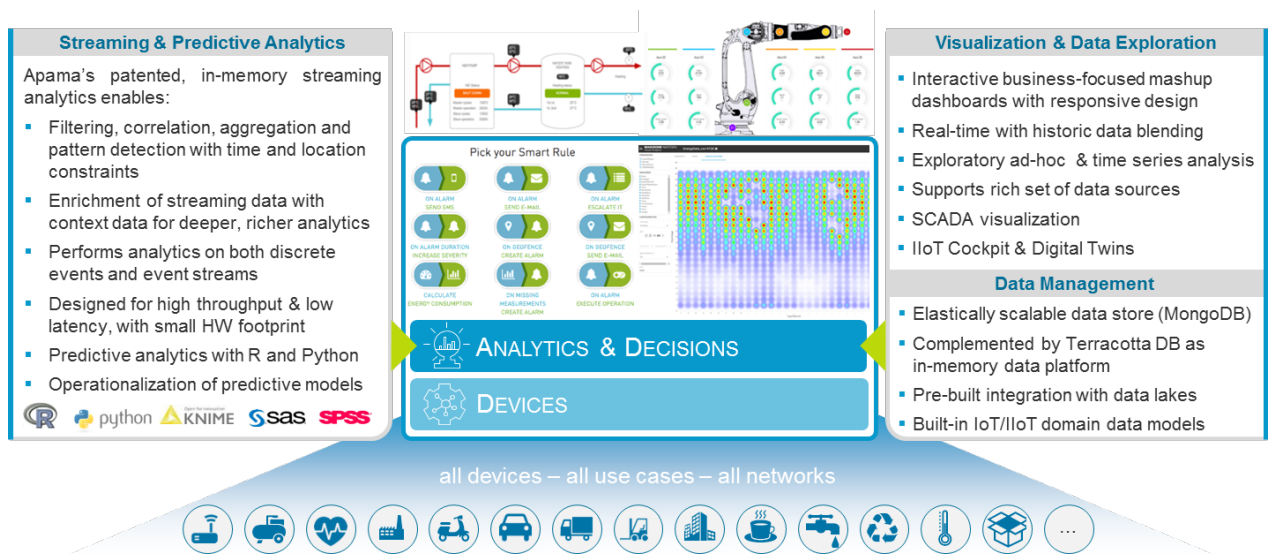 Streaming & Predictive Analytics
Apama's patented, in-memory streaming
analytics enables:
Filtering, correlation, aggregation and
pattern detection with time and location
constraints
Enrichment of streaming data with
context data for deeper, richer analytics
Performs analytics on both discrete
events and event streams
Designed for high throughput & low
latency, with small HW footprint
Predictive analytics with R and Python
Operationalization of predictive models
R
python
Open for Innovation
KNIME
sas
SPSS
Pick your Smart Rule
ON ALARM
SEND SMS
ON ALARM
SEND E-MAIL
ON ALARM
ESCALATE IT
ON ALARM DURATION
INCREASE SEVERITY
ON GEOFENCE
CREATE ALARM
ON GEOFENCE
SEND E-MAIL
CALCULATE
ENERGY CONSUMPTION
ON MISSING
MEASUREMENTS
CREATE ALARM
ON ALARM
EXECUTE OPERATION
ANALYTICS & DECISIONS
DEVICES
Visualization & Data Exploration
Interactive business-focused mashup
dashboards with responsive design
Real-time with historic data blending
Exploratory ad-hoc & time series analysis
Supports rich set of data sources
SCADA visualization
IIoT Cockpit & Digital Twins
Data Management
Elastically scalable data store (MongoDB)
Complemented by Terracotta DB as
in-memory data platform
Pre-built integration with data lakes
Built-in IoT/IIoT domain data models
all devices – all use cases – all networks
...